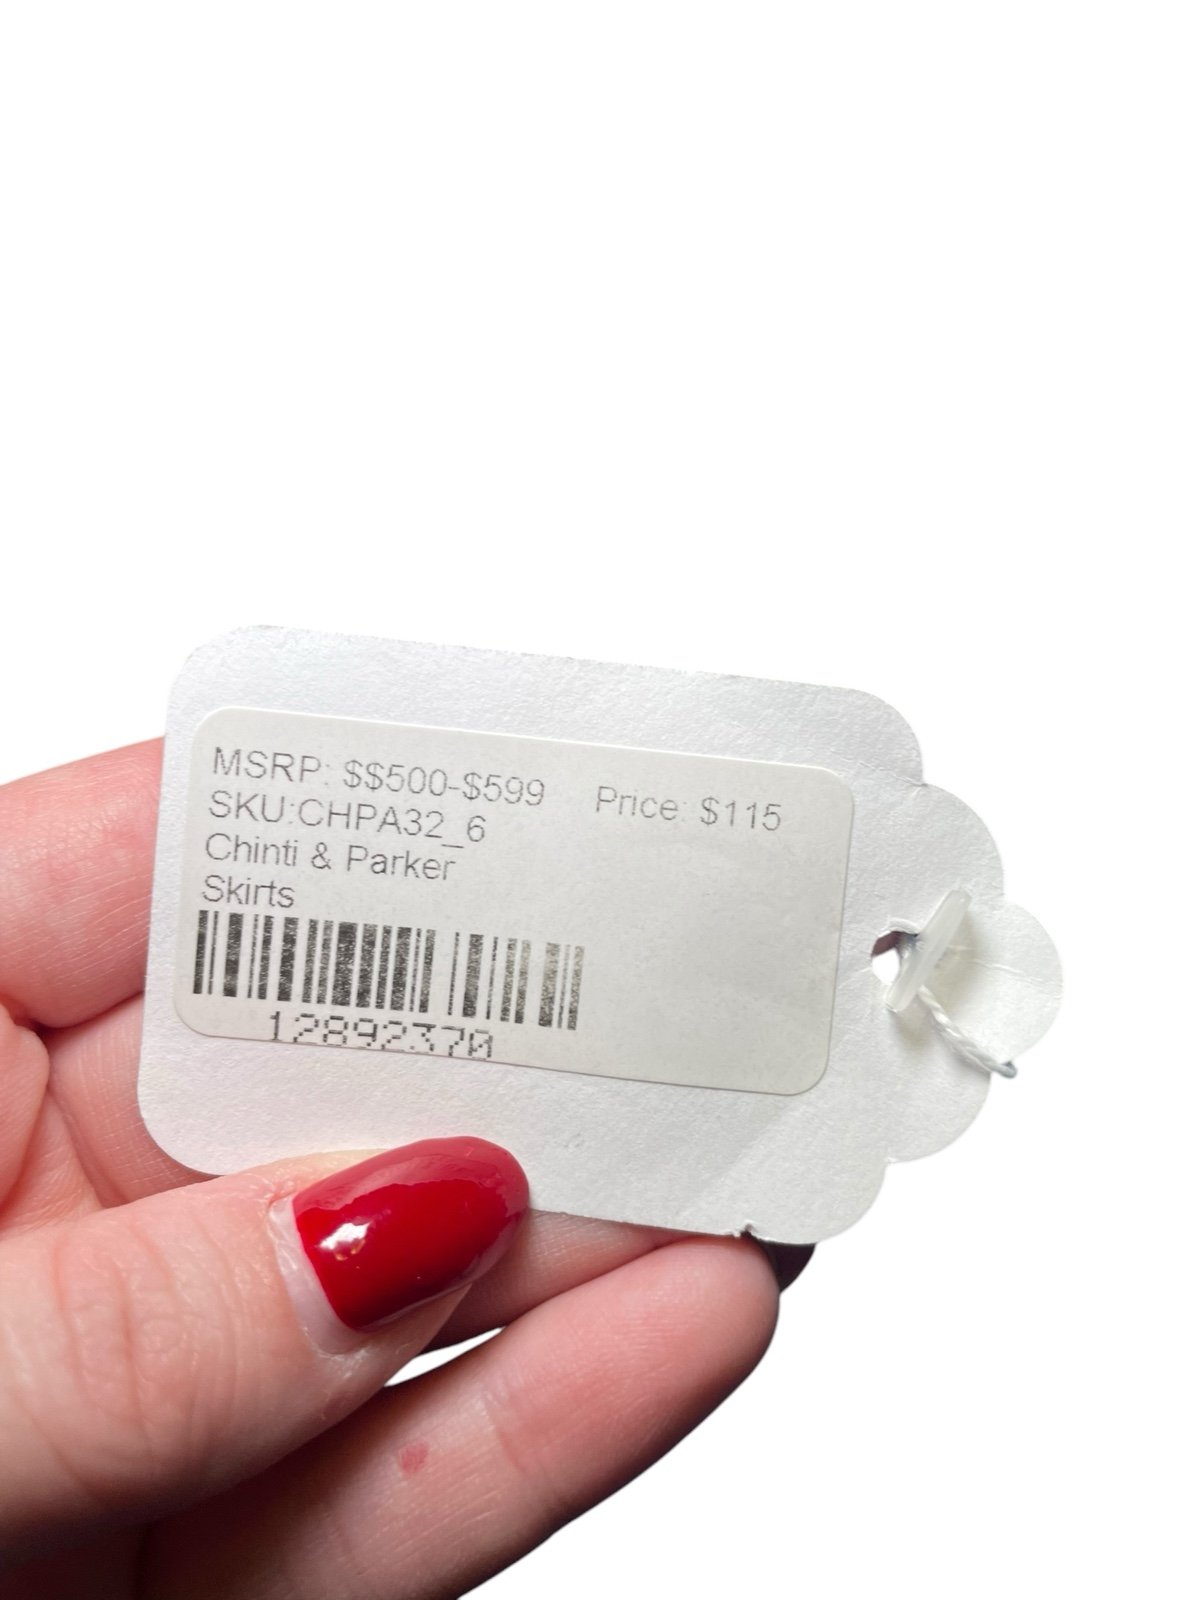 MSRP: $$500-$599 Price: $115
SKU:CHPA32_6
Chinti & Parker
Skirts
12892370